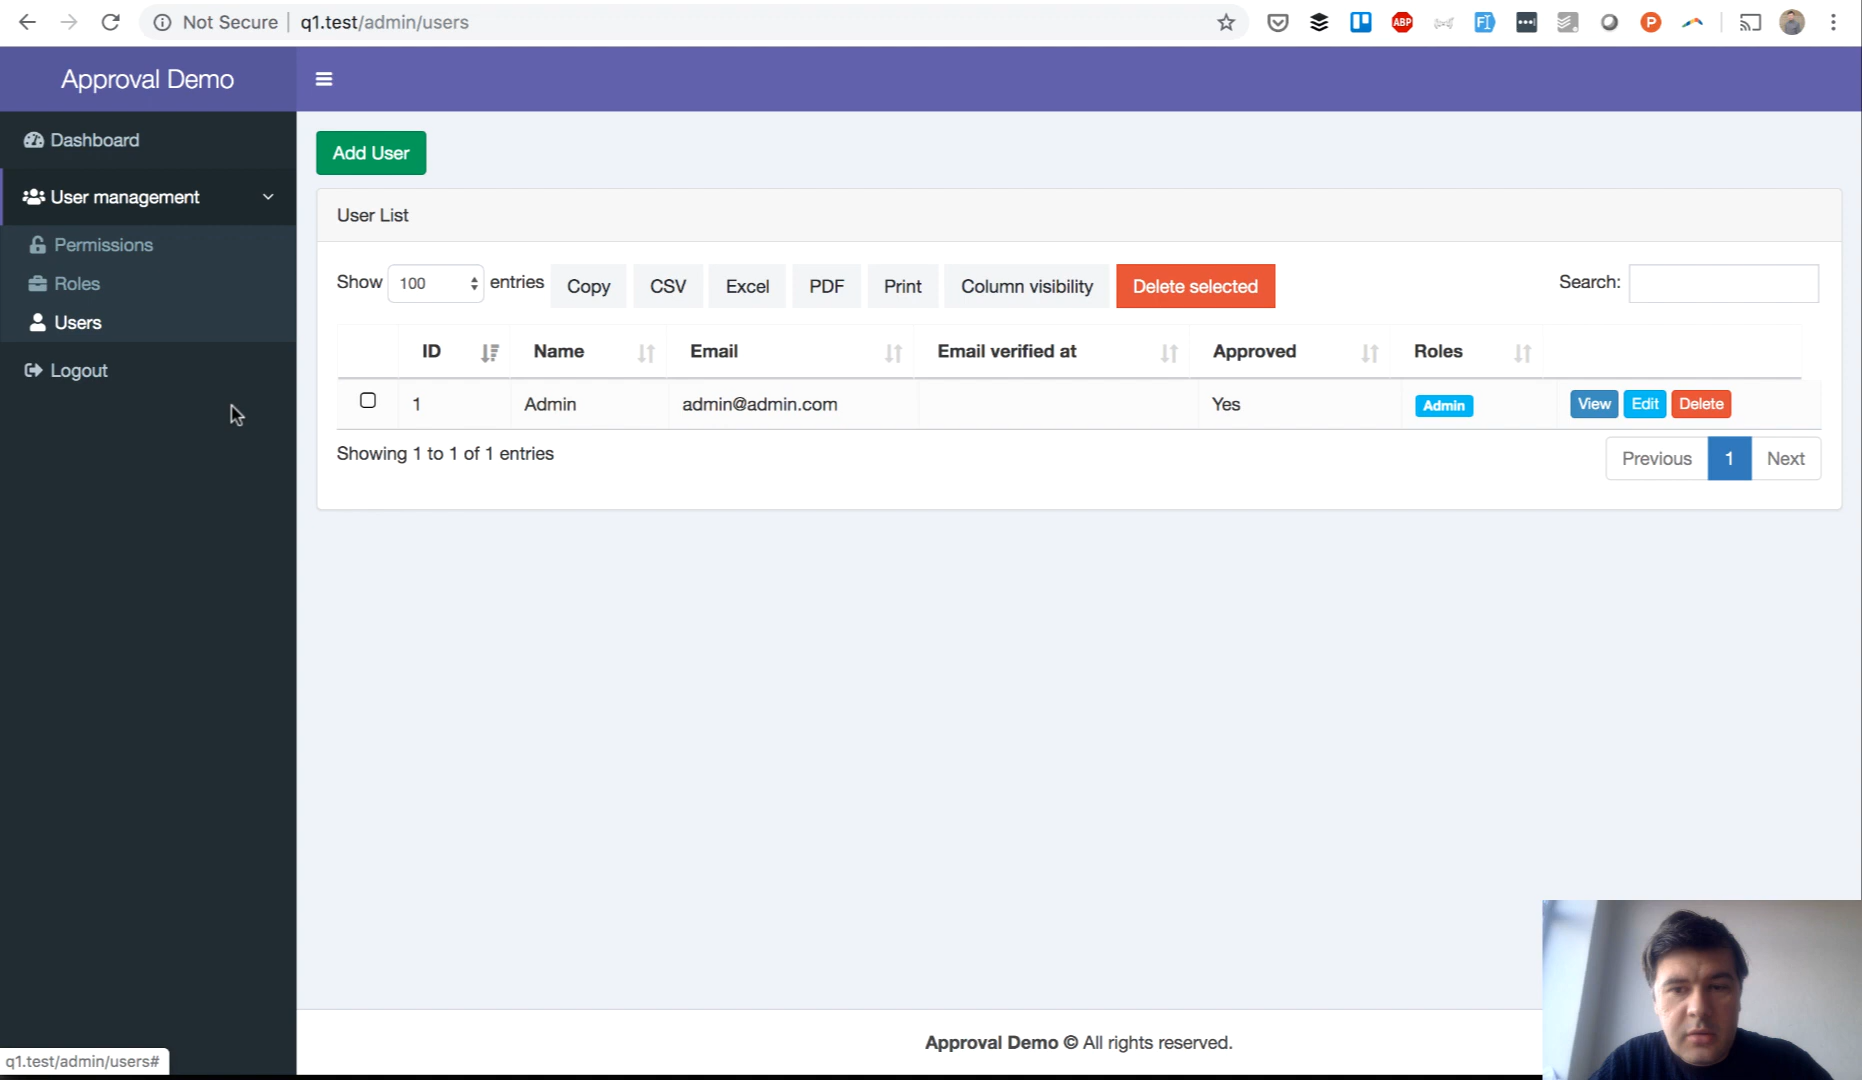 Not Secure | q1.test/admin/users
ABP
P
Approval Demo
Dashboard
User management
Permissions
Roles
Users
Logout
Add User
User List
Show 100 entries Copy CSV Excel PDF Print Column visibility Delete selected Search:
ID Name Email Email verified at Approved Roles
1 Admin admin@admin.com Yes Admin View Edit Delete
Showing 1 to 1 of 1 entries
Previous 1 Next
Approval Demo © All rights reserved.
q1.test/admin/users#